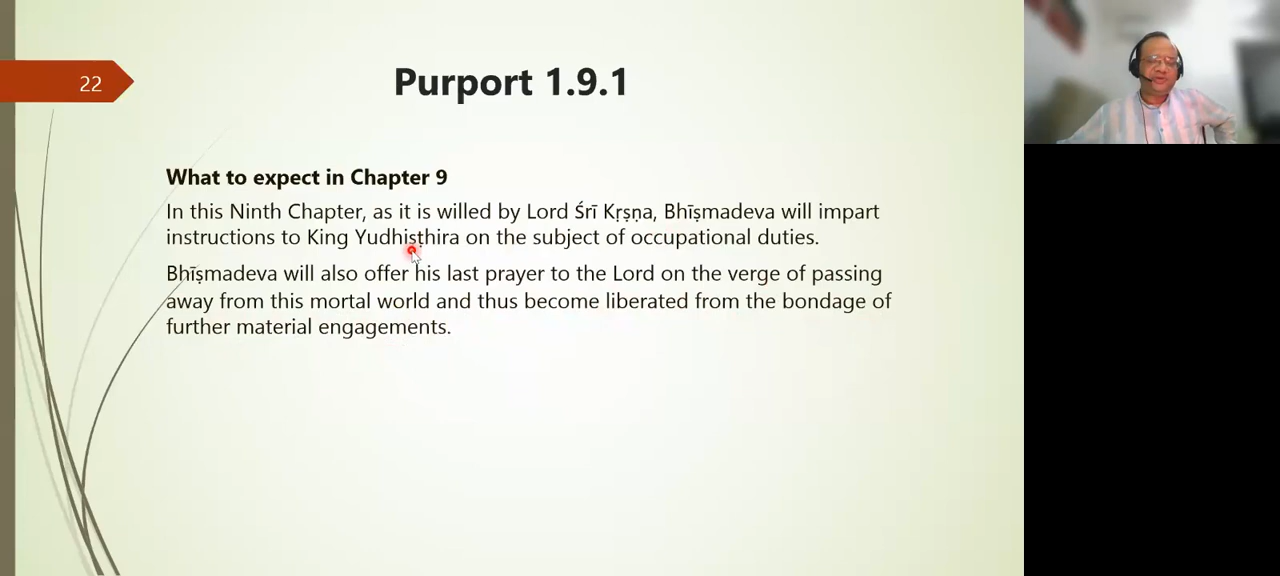 22
Purport 1.9.1
What to expect in Chapter 9
In this Ninth Chapter, as it is willed by Lord Śrī Kṛṣṇa, Bhīṣmadeva will impart
instructions to King Yudhiṣṭhira on the subject of occupational duties.
Bhīṣmadeva will also offer his last prayer to the Lord on the verge of passing
away from this mortal world and thus become liberated from the bondage of
further material engagements.